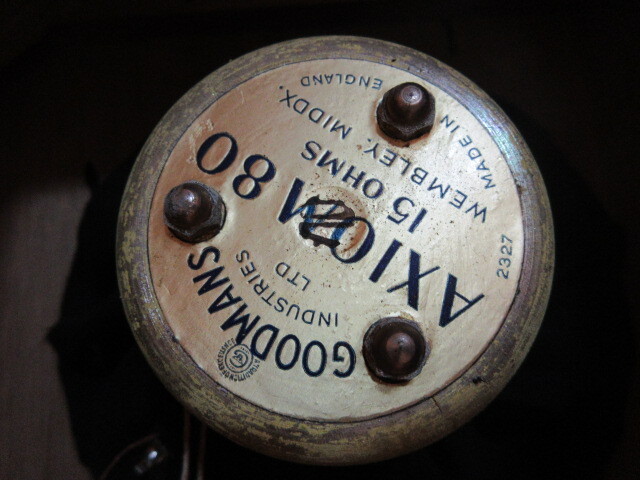 GOODMANS
INDUSTRIES
LTD
AXIOM 80
15 OHMS
WEMBLEY, MIDDX.
MADE IN ENGLAND
2327